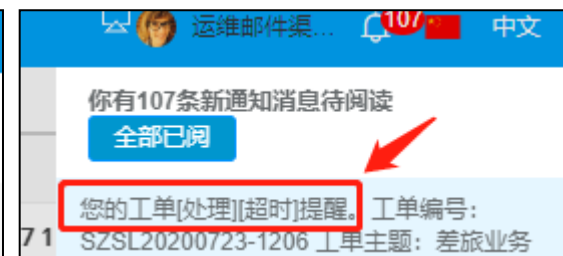 运维邮件渠... 107 中文
你有107条新通知消息待阅读
全部已阅
您的工单[处理][超时]提醒。工单编号：
7 1 SZSL20200723-1206 工单主题：差旅业务